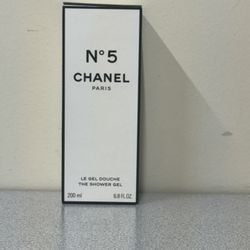 N°5
CHANEL
PARIS
LE GEL DOUCHE
THE SHOWER GEL
200 ml 6.8 FL. OZ